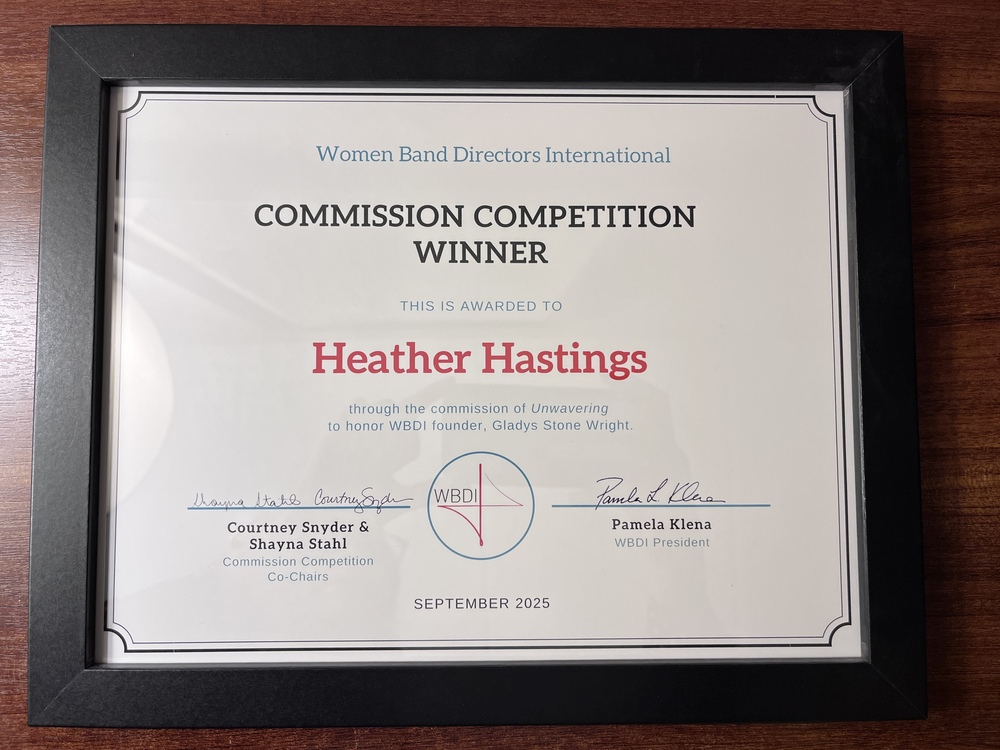 Women Band Directors International
COMMISSION COMPETITION
WINNER
THIS IS AWARDED TO
Heather Hastings
through the commission of Unwavering
to honor WBDI founder, Gladys Stone Wright.
Shayna Stahl Courtney Snyder
WBDI
Pamela L. Klena
Courtney Snyder &
Shayna Stahl
Commission Competition
Co-Chairs
Pamela Klena
WBDI President
SEPTEMBER 2025